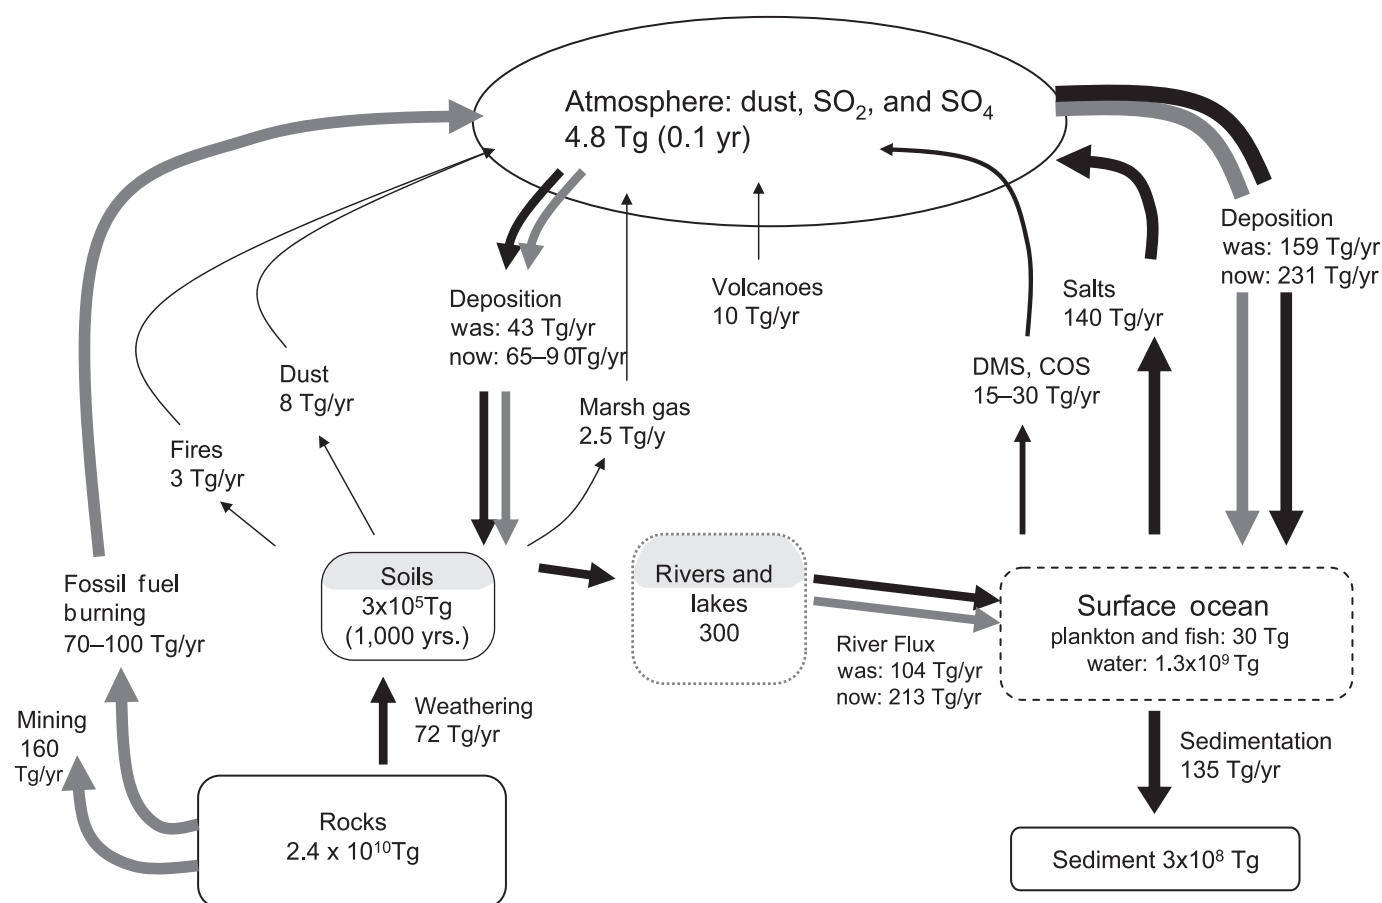 Atmosphere: dust, SO₂, and SO₄
4.8 Tg (0.1 yr)
Deposition
was: 159 Tg/yr
now: 231 Tg/yr
Deposition
was: 43 Tg/yr
now: 65–90Tg/yr
Volcanoes
10 Tg/yr
Salts
140 Tg/yr
DMS, COS
15–30 Tg/yr
Dust
8 Tg/yr
Marsh gas
2.5 Tg/y
Fires
3 Tg/yr
Fossil fuel
burning
70–100 Tg/yr
Soils
3x10⁵Tg
(1,000 yrs.)
Rivers and
lakes
300
Surface ocean
plankton and fish: 30 Tg
water: 1.3x10⁹ Tg
River Flux
was: 104 Tg/yr
now: 213 Tg/yr
Mining
160
Tg/yr
Weathering
72 Tg/yr
Sedimentation
135 Tg/yr
Rocks
2.4 x 10¹⁰Tg
Sediment 3x10⁸ Tg